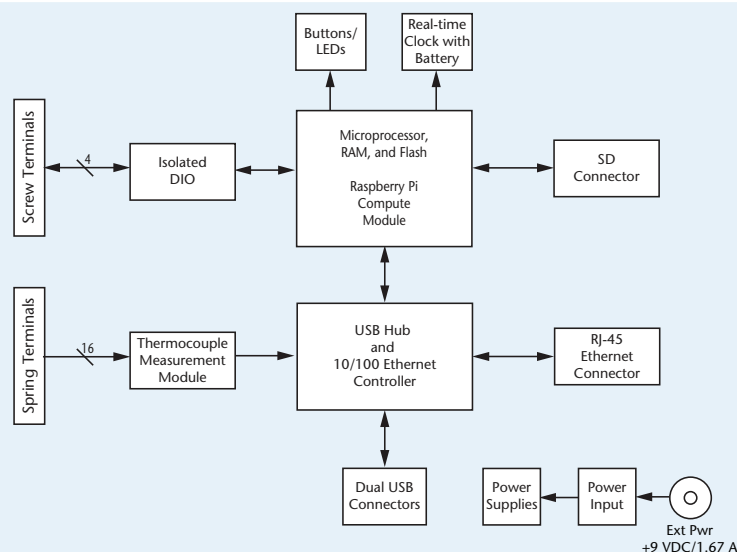 Buttons/
LEDs
Real-time
Clock with
Battery
Screw Terminals
4
Isolated
DIO
Microprocessor,
RAM, and Flash
Raspberry Pi
Compute
Module
SD
Connector
Spring Terminals
16
Thermocouple
Measurement
Module
USB Hub
and
10/100 Ethernet
Controller
RJ-45
Ethernet
Connector
Dual USB
Connectors
Power
Supplies
Power
Input
Ext Pwr
+9 VDC/1.67 A